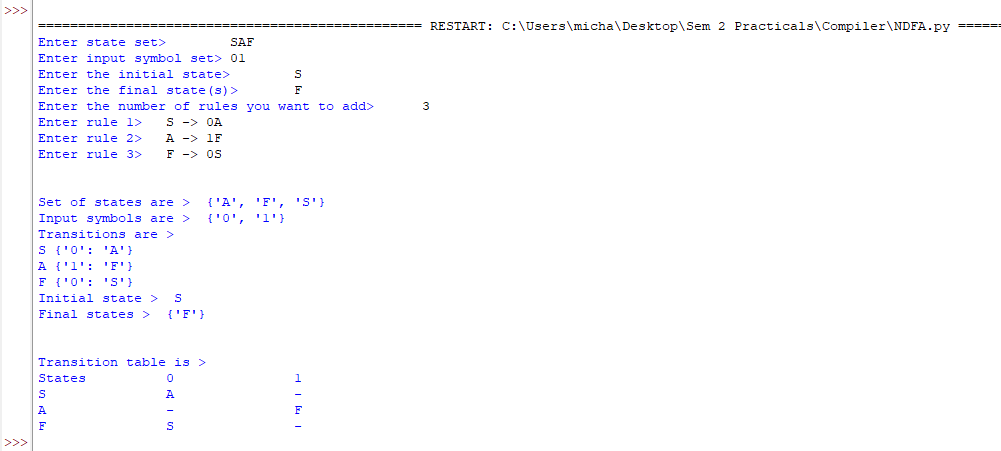 >>>
================================================ RESTART: C:\Users\micha\Desktop\Sem 2 Practicals\Compiler\NDFA.py ======
Enter state set> SAF
Enter input symbol set> 01
Enter the initial state> S
Enter the final state(s)> F
Enter the number of rules you want to add> 3
Enter rule 1> S -> 0A
Enter rule 2> A -> 1F
Enter rule 3> F -> 0S
Set of states are > {'A', 'F', 'S'}
Input symbols are > {'0', '1'}
Transitions are >
S {'0': 'A'}
A {'1': 'F'}
F {'0': 'S'}
Initial state > S
Final states > {'F'}
Transition table is >
States 0 1
S A -
A - F
F S -
>>>